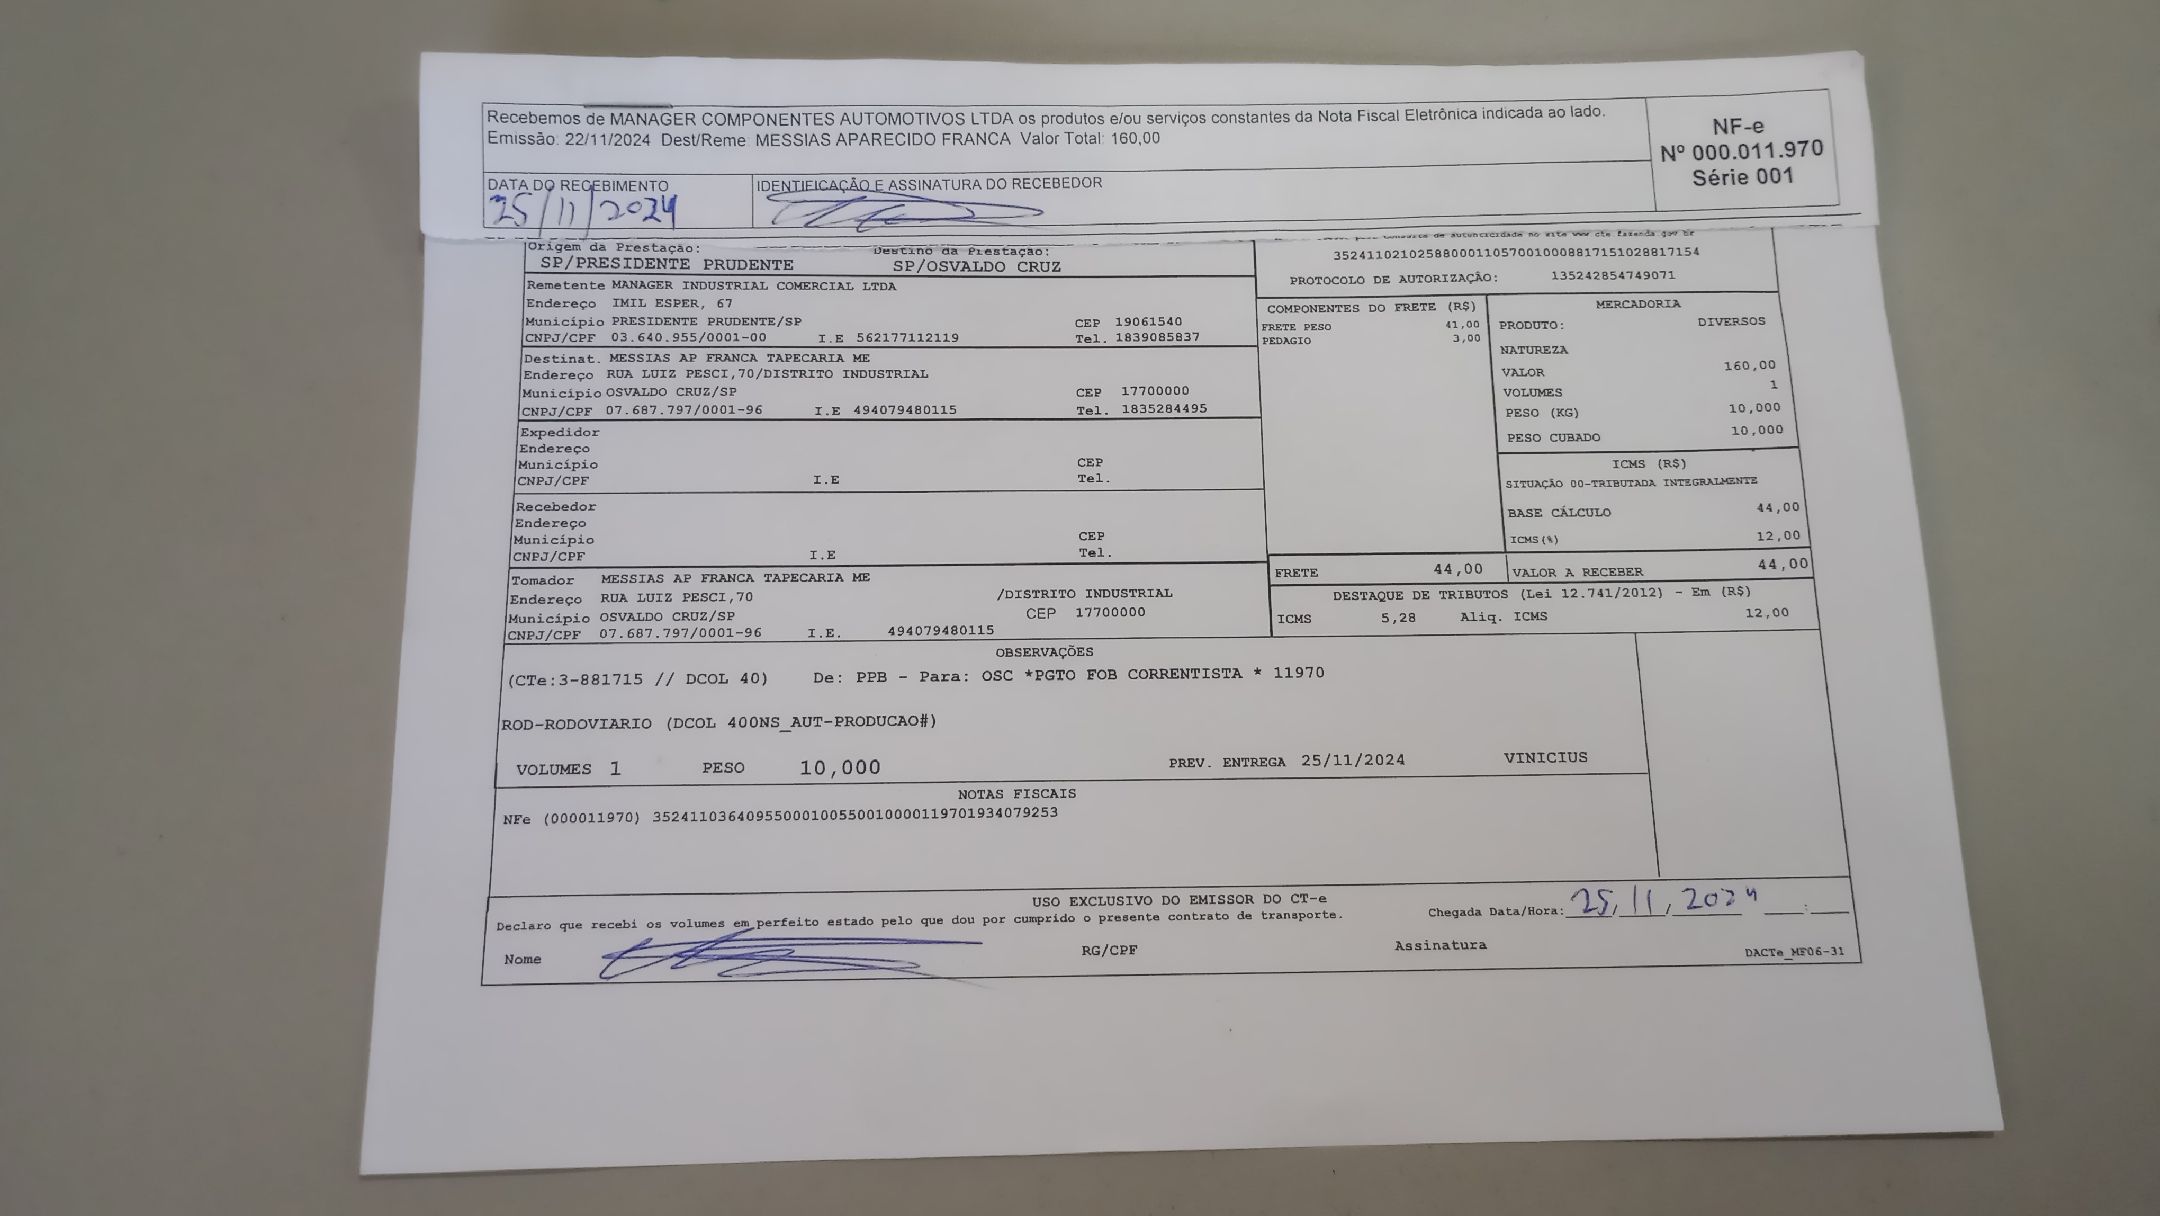 Recebemos de MANAGER COMPONENTES AUTOMOTIVOS LTDA os produtos e/ou serviços constantes da Nota Fiscal Eletrônica indicada ao lado.
Emissão: 22/11/2024 Dest/Reme: MESSIAS APARECIDO FRANCA Valor Total: 160,00
NF-e
Nº 000.011.970
Série 001
DATA DO RECEBIMENTO
25/11/2024
IDENTIFICAÇÃO E ASSINATURA DO RECEBEDOR
Origem da Prestação:
SP/PRESIDENTE PRUDENTE
Destino da Prestação:
SP/OSVALDO CRUZ
de autenticidade no site www.cte.fazenda.gov.br
35241102102588000110570010008817151028817154
PROTOCOLO DE AUTORIZAÇÃO: 135242854749071
Remetente MANAGER INDUSTRIAL COMERCIAL LTDA
Endereço IMIL ESPER, 67
Município PRESIDENTE PRUDENTE/SP CEP 19061540
CNPJ/CPF 03.640.955/0001-00 I.E 562177112119 Tel. 1839085837
Destinat. MESSIAS AP FRANCA TAPECARIA ME
Endereço RUA LUIZ PESCI,70/DISTRITO INDUSTRIAL
Município OSVALDO CRUZ/SP CEP 17700000
CNPJ/CPF 07.687.797/0001-96 I.E 494079480115 Tel. 1835284495
Expedidor
Endereço
Município CEP
CNPJ/CPF I.E Tel.
Recebedor
Endereço
Município CEP
CNPJ/CPF I.E Tel.
Tomador MESSIAS AP FRANCA TAPECARIA ME
Endereço RUA LUIZ PESCI,70 /DISTRITO INDUSTRIAL
Município OSVALDO CRUZ/SP CEP 17700000
CNPJ/CPF 07.687.797/0001-96 I.E. 494079480115
COMPONENTES DO FRETE (R$)
FRETE PESO 41,00
PEDAGIO 3,00
MERCADORIA
PRODUTO: DIVERSOS
NATUREZA
VALOR 160,00
VOLUMES 1
PESO (KG) 10,000
PESO CUBADO 10,000
ICMS (R$)
SITUAÇÃO 00-TRIBUTADA INTEGRALMENTE
BASE CÁLCULO 44,00
ICMS(%) 12,00
FRETE 44,00
VALOR A RECEBER 44,00
DESTAQUE DE TRIBUTOS (Lei 12.741/2012) - Em (R$)
ICMS 5,28 Aliq. ICMS 12,00
OBSERVAÇÕES
(CTe:3-881715 // DCOL 40) De: PPB - Para: OSC *PGTO FOB CORRENTISTA * 11970
ROD-RODOVIARIO (DCOL 400NS_AUT-PRODUCAO#)
VOLUMES 1 PESO 10,000 PREV. ENTREGA 25/11/2024 VINICIUS
NOTAS FISCAIS
NFe (000011970) 35241103640955000100550010000119701934079253
USO EXCLUSIVO DO EMISSOR DO CT-e
Declaro que recebi os volumes em perfeito estado pelo que dou por cumprido o presente contrato de transporte.
Chegada Data/Hora: 25/11/2024 __:__
Nome RG/CPF Assinatura
DACTe_MF06-31